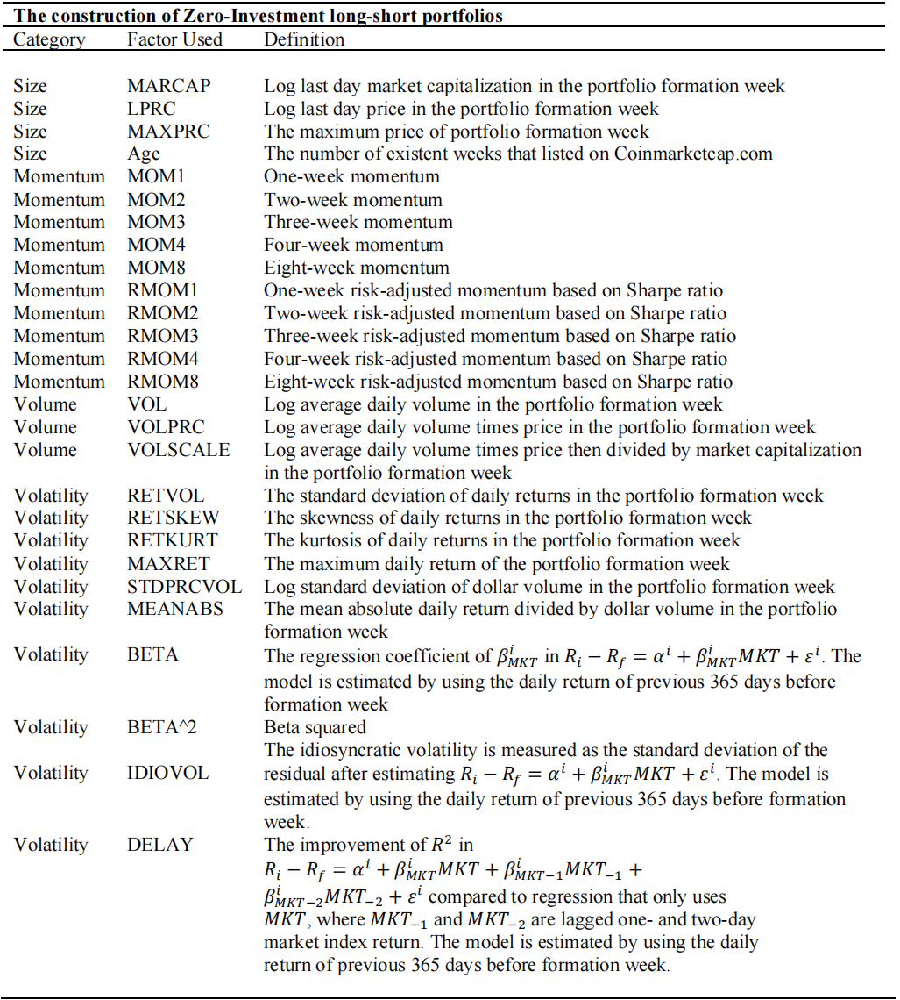 The construction of Zero-Investment long-short portfolios
Category Factor Used Definition
Size MARCAP Log last day market capitalization in the portfolio formation week
Size LPRC Log last day price in the portfolio formation week
Size MAXPRC The maximum price of portfolio formation week
Size Age The number of existent weeks that listed on Coinmarketcap.com
Momentum MOM1 One-week momentum
Momentum MOM2 Two-week momentum
Momentum MOM3 Three-week momentum
Momentum MOM4 Four-week momentum
Momentum MOM8 Eight-week momentum
Momentum RMOM1 One-week risk-adjusted momentum based on Sharpe ratio
Momentum RMOM2 Two-week risk-adjusted momentum based on Sharpe ratio
Momentum RMOM3 Three-week risk-adjusted momentum based on Sharpe ratio
Momentum RMOM4 Four-week risk-adjusted momentum based on Sharpe ratio
Momentum RMOM8 Eight-week risk-adjusted momentum based on Sharpe ratio
Volume VOL Log average daily volume in the portfolio formation week
Volume VOLPRC Log average daily volume times price in the portfolio formation week
Volume VOLSCALE Log average daily volume times price then divided by market capitalization
in the portfolio formation week
Volatility RETVOL The standard deviation of daily returns in the portfolio formation week
Volatility RETSKEW The skewness of daily returns in the portfolio formation week
Volatility RETKURT The kurtosis of daily returns in the portfolio formation week
Volatility MAXRET The maximum daily return of the portfolio formation week
Volatility STDPRCVOL Log standard deviation of dollar volume in the portfolio formation week
Volatility MEANABS The mean absolute daily return divided by dollar volume in the portfolio
formation week
Volatility BETA The regression coefficient of $\beta^i_{MKT}$ in $R_i - R_f = \alpha^i + \beta^i_{MKT}MKT + \varepsilon^i$. The
model is estimated by using the daily return of previous 365 days before
formation week
Volatility BETA^2 Beta squared
The idiosyncratic volatility is measured as the standard deviation of the
Volatility IDIOVOL residual after estimating $R_i - R_f = \alpha^i + \beta^i_{MKT}MKT + \varepsilon^i$. The model is
estimated by using the daily return of previous 365 days before formation
week.
Volatility DELAY The improvement of $R^2$ in
$R_i - R_f = \alpha^i + \beta^i_{MKT}MKT + \beta^i_{MKT-1}MKT_{-1} +$
$\beta^i_{MKT-2}MKT_{-2} + \varepsilon^i$ compared to regression that only uses
$MKT$, where $MKT_{-1}$ and $MKT_{-2}$ are lagged one- and two-day
market index return. The model is estimated by using the daily
return of previous 365 days before formation week.